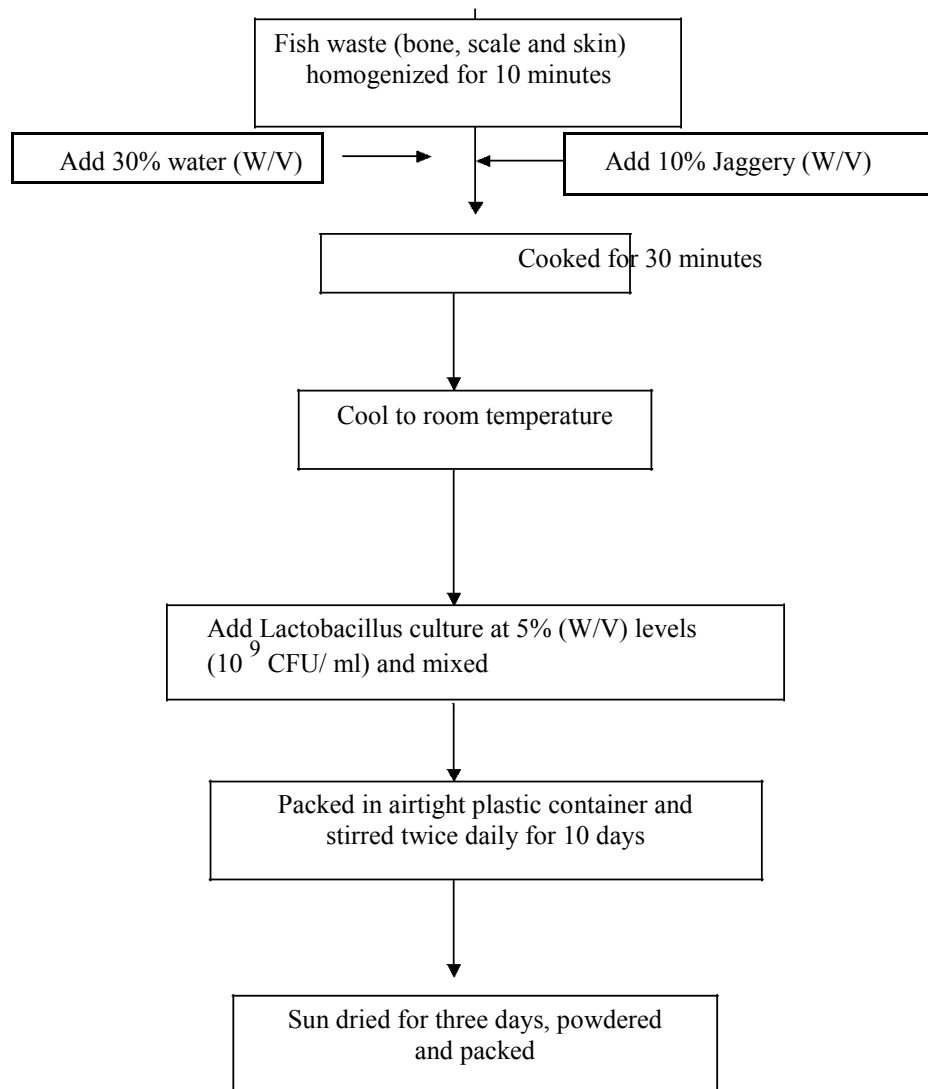 Fish waste (bone, scale and skin)
homogenized for 10 minutes
Add 30% water (W/V)
Add 10% Jaggery (W/V)
Cooked for 30 minutes
Cool to room temperature
Add Lactobacillus culture at 5% (W/V) levels
(10 ⁹ CFU/ ml) and mixed
Packed in airtight plastic container and
stirred twice daily for 10 days
Sun dried for three days, powdered
and packed